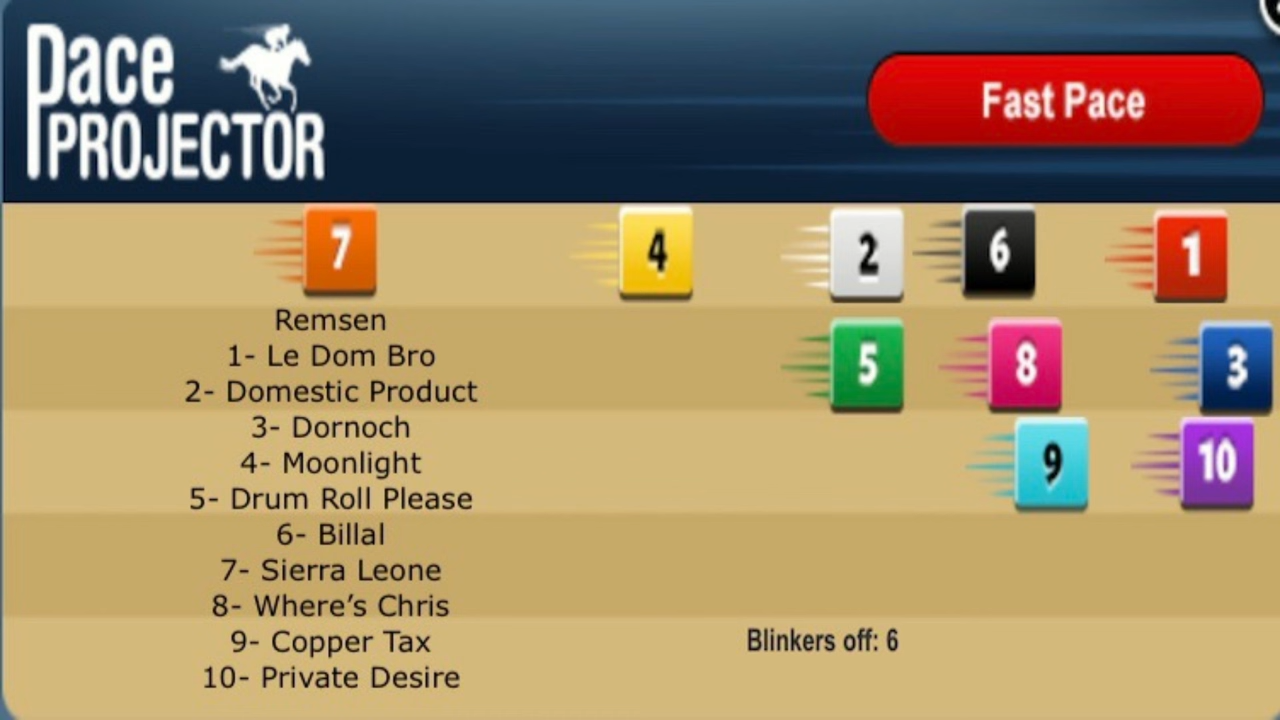 Pace
PROJECTOR
Fast Pace
7 4 2 6 1
5 8 3
9 10
Remsen
1- Le Dom Bro
2- Domestic Product
3- Dornoch
4- Moonlight
5- Drum Roll Please
6- Billal
7- Sierra Leone
8- Where’s Chris
9- Copper Tax
10- Private Desire
Blinkers off: 6